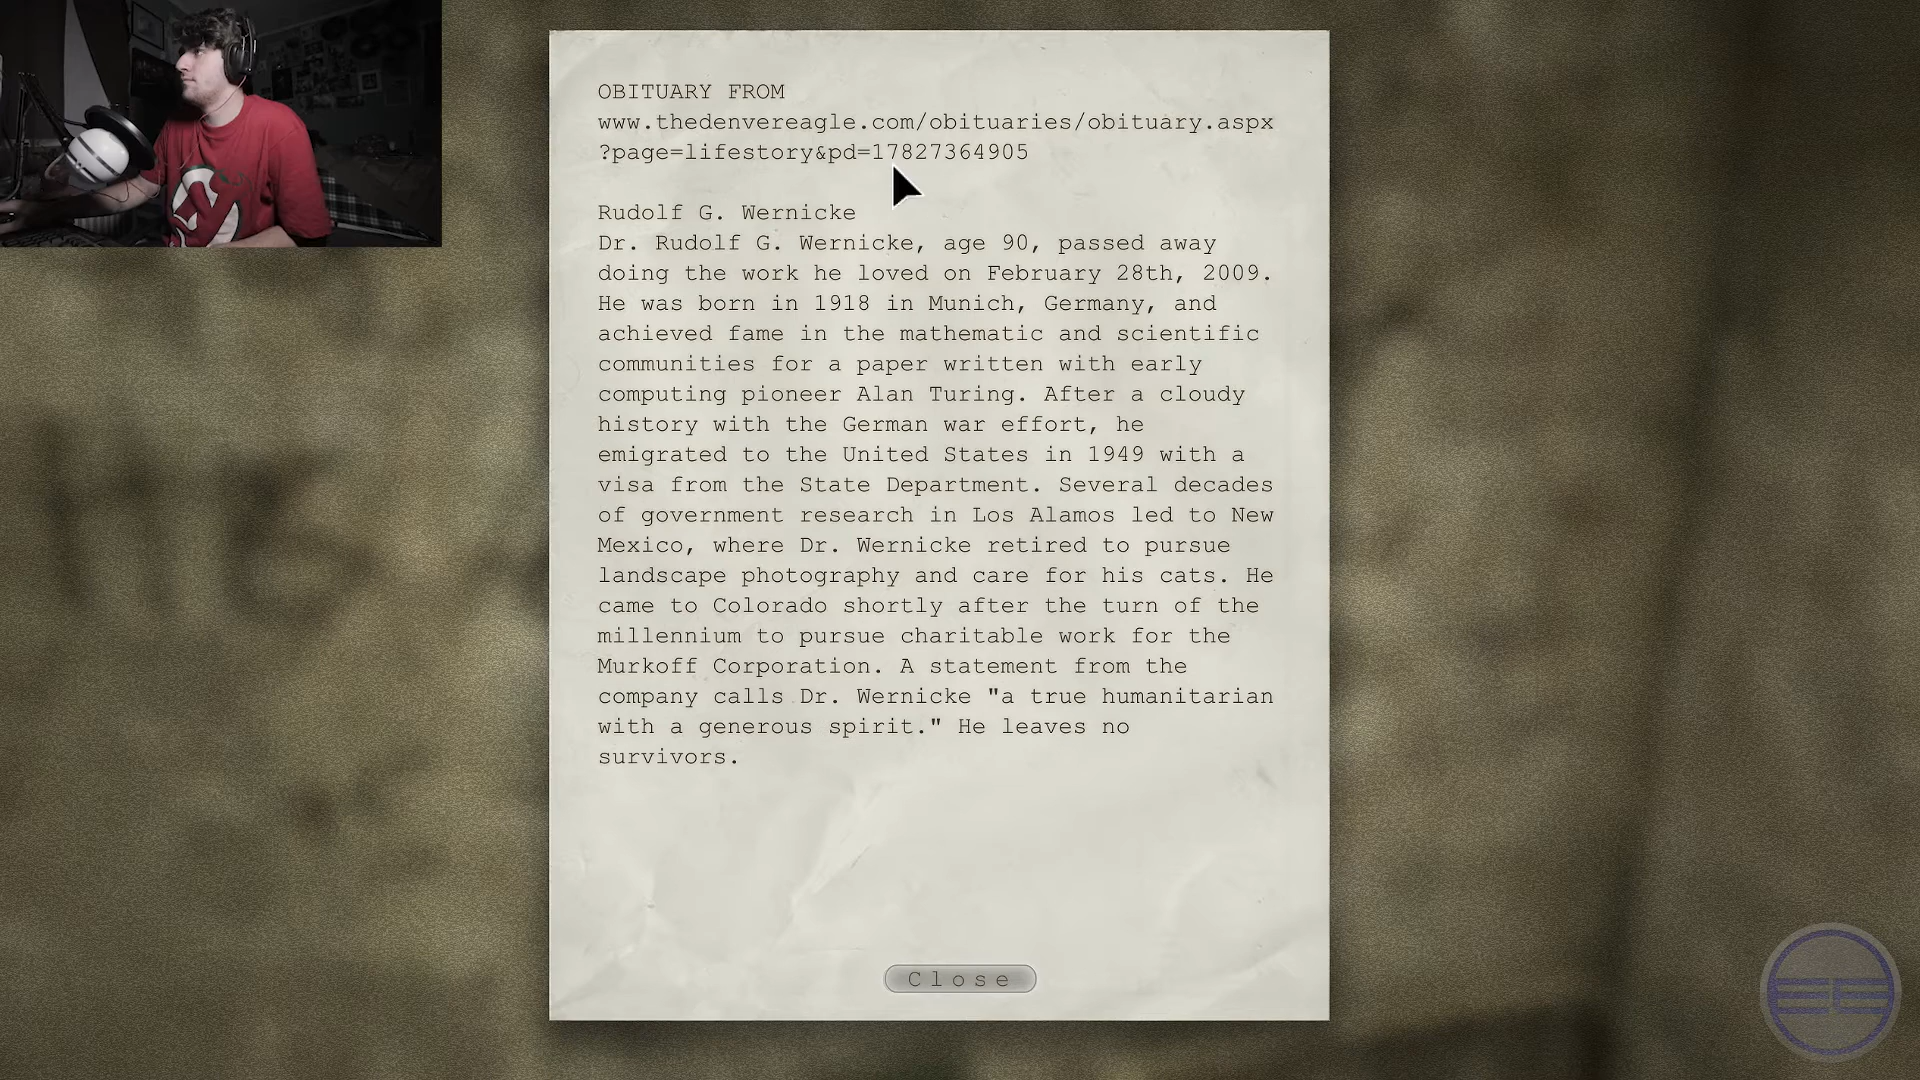 OBITUARY FROM
www.thedenvereagle.com/obituaries/obituary.aspx
?page=lifestory&pd=17827364905
Rudolf G. Wernicke
Dr. Rudolf G. Wernicke, age 90, passed away
doing the work he loved on February 28th, 2009.
He was born in 1918 in Munich, Germany, and
achieved fame in the mathematic and scientific
communities for a paper written with early
computing pioneer Alan Turing. After a cloudy
history with the German war effort, he
emigrated to the United States in 1949 with a
visa from the State Department. Several decades
of government research in Los Alamos led to New
Mexico, where Dr. Wernicke retired to pursue
landscape photography and care for his cats. He
came to Colorado shortly after the turn of the
millennium to pursue charitable work for the
Murkoff Corporation. A statement from the
company calls Dr. Wernicke "a true humanitarian
with a generous spirit." He leaves no
survivors.
Close